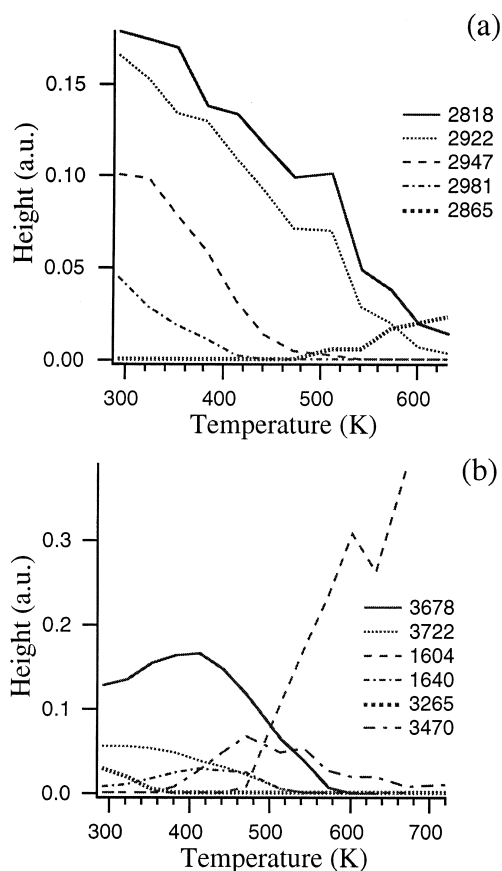 (a)
Height (a.u.)
0.15
0.10
0.05
0.00
2818
2922
2947
2981
2865
300 400 500 600
Temperature (K)
(b)
Height (a.u.)
0.3
0.2
0.1
0.0
3678
3722
1604
1640
3265
3470
300 400 500 600 700
Temperature (K)